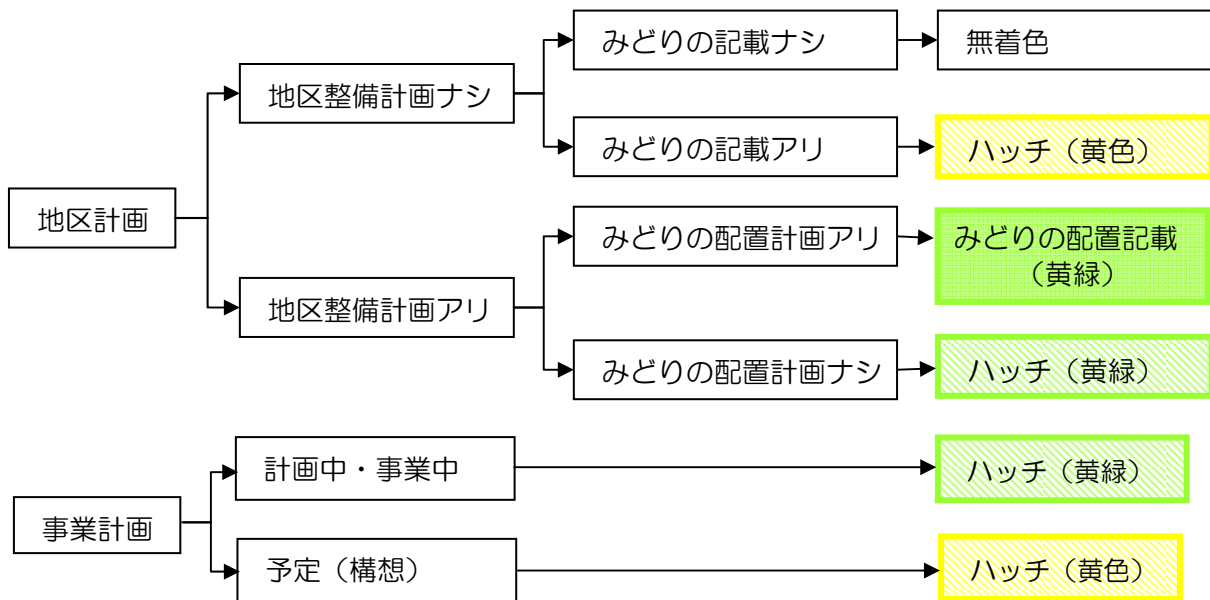 みどりの記載ナシ
無着色
地区整備計画ナシ
みどりの記載アリ
ハッチ（黄色）
地区計画
みどりの配置計画アリ
みどりの配置記載
（黄緑）
地区整備計画アリ
みどりの配置計画ナシ
ハッチ（黄緑）
計画中・事業中
ハッチ（黄緑）
事業計画
予定（構想）
ハッチ（黄色）